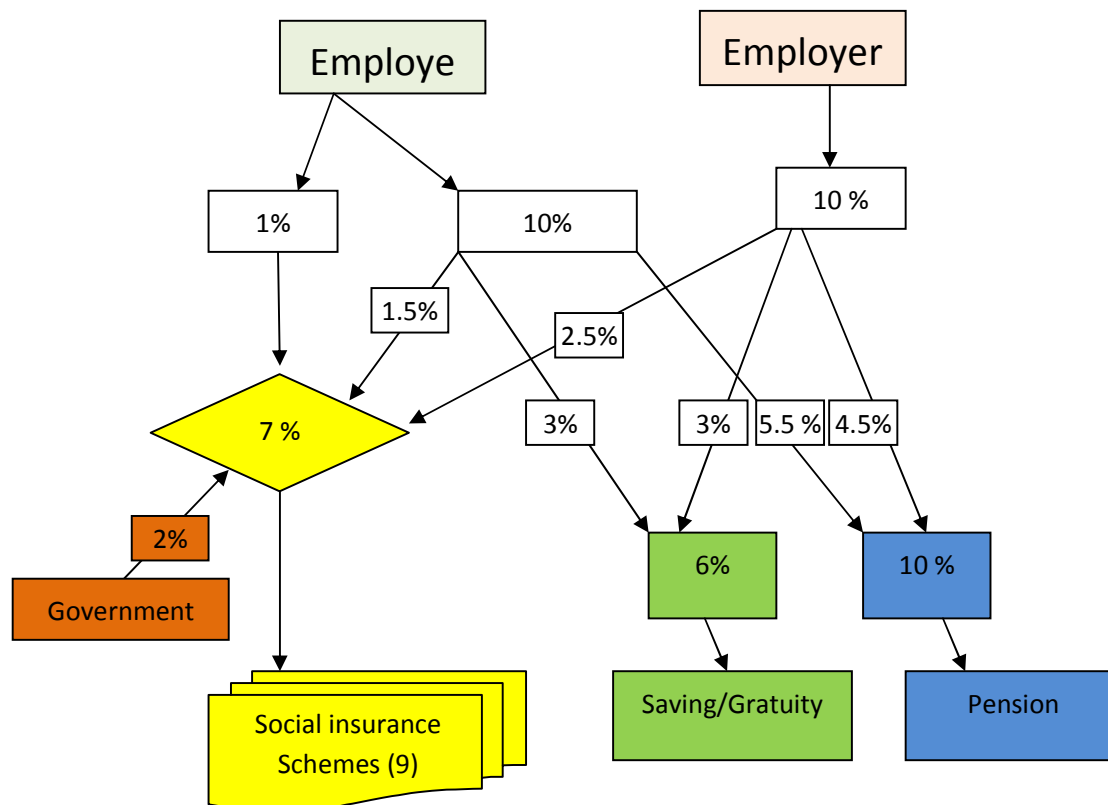 Employe
Employer
1%
10%
10 %
1.5%
2.5%
3%
3%
5.5 %
4.5%
7 %
2%
Government
6%
10 %
Saving/Gratuity
Pension
Social insurance
Schemes (9)